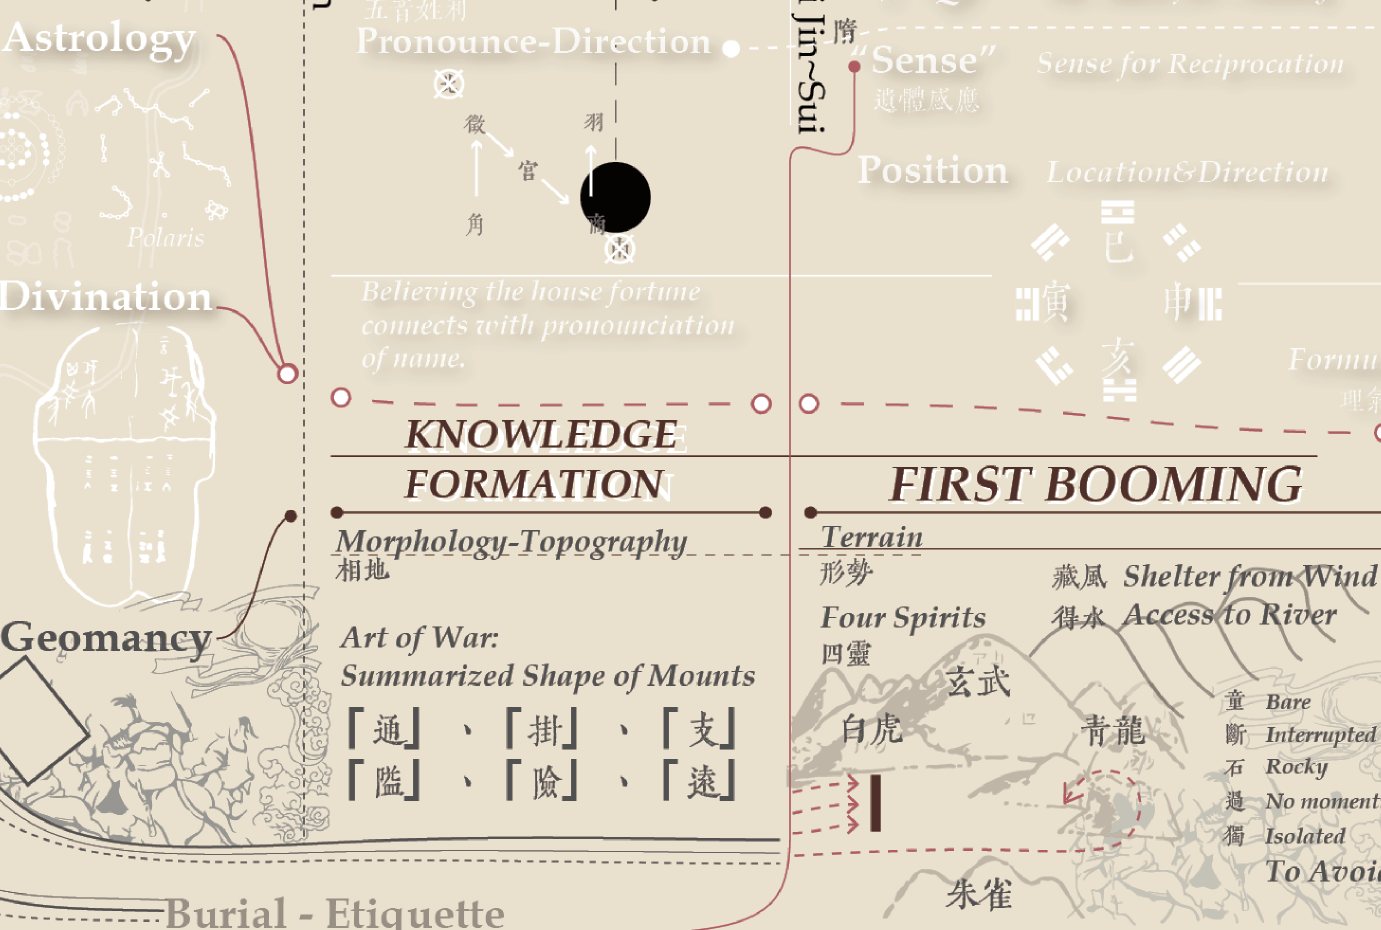 五音姓利
Astrology
Pronounce-Direction
i Jin~Sui
隋
“Sense”
Sense for Reciprocation
遺體感應
徵
羽
官
角
商
Position
Location&Direction
Polaris
巳
寅
申
亥
Divination
Believing the house fortune
connects with pronounciation
of name.
Formu
理氣
KNOWLEDGE
FORMATION
FIRST BOOMING
Morphology-Topography
相地
Terrain
形勢
藏風 Shelter from Wind
Four Spirits
得水 Access to River
四靈
Geomancy
Art of War:
Summarized Shape of Mounts
「通」、「掛」、「支」
「隘」、「險」、「遠」
玄武
白虎
青龍
朱雀
童 Bare
斷 Interrupted
石 Rocky
過 No moment
獨 Isolated
To Avoi
Burial - Etiquette